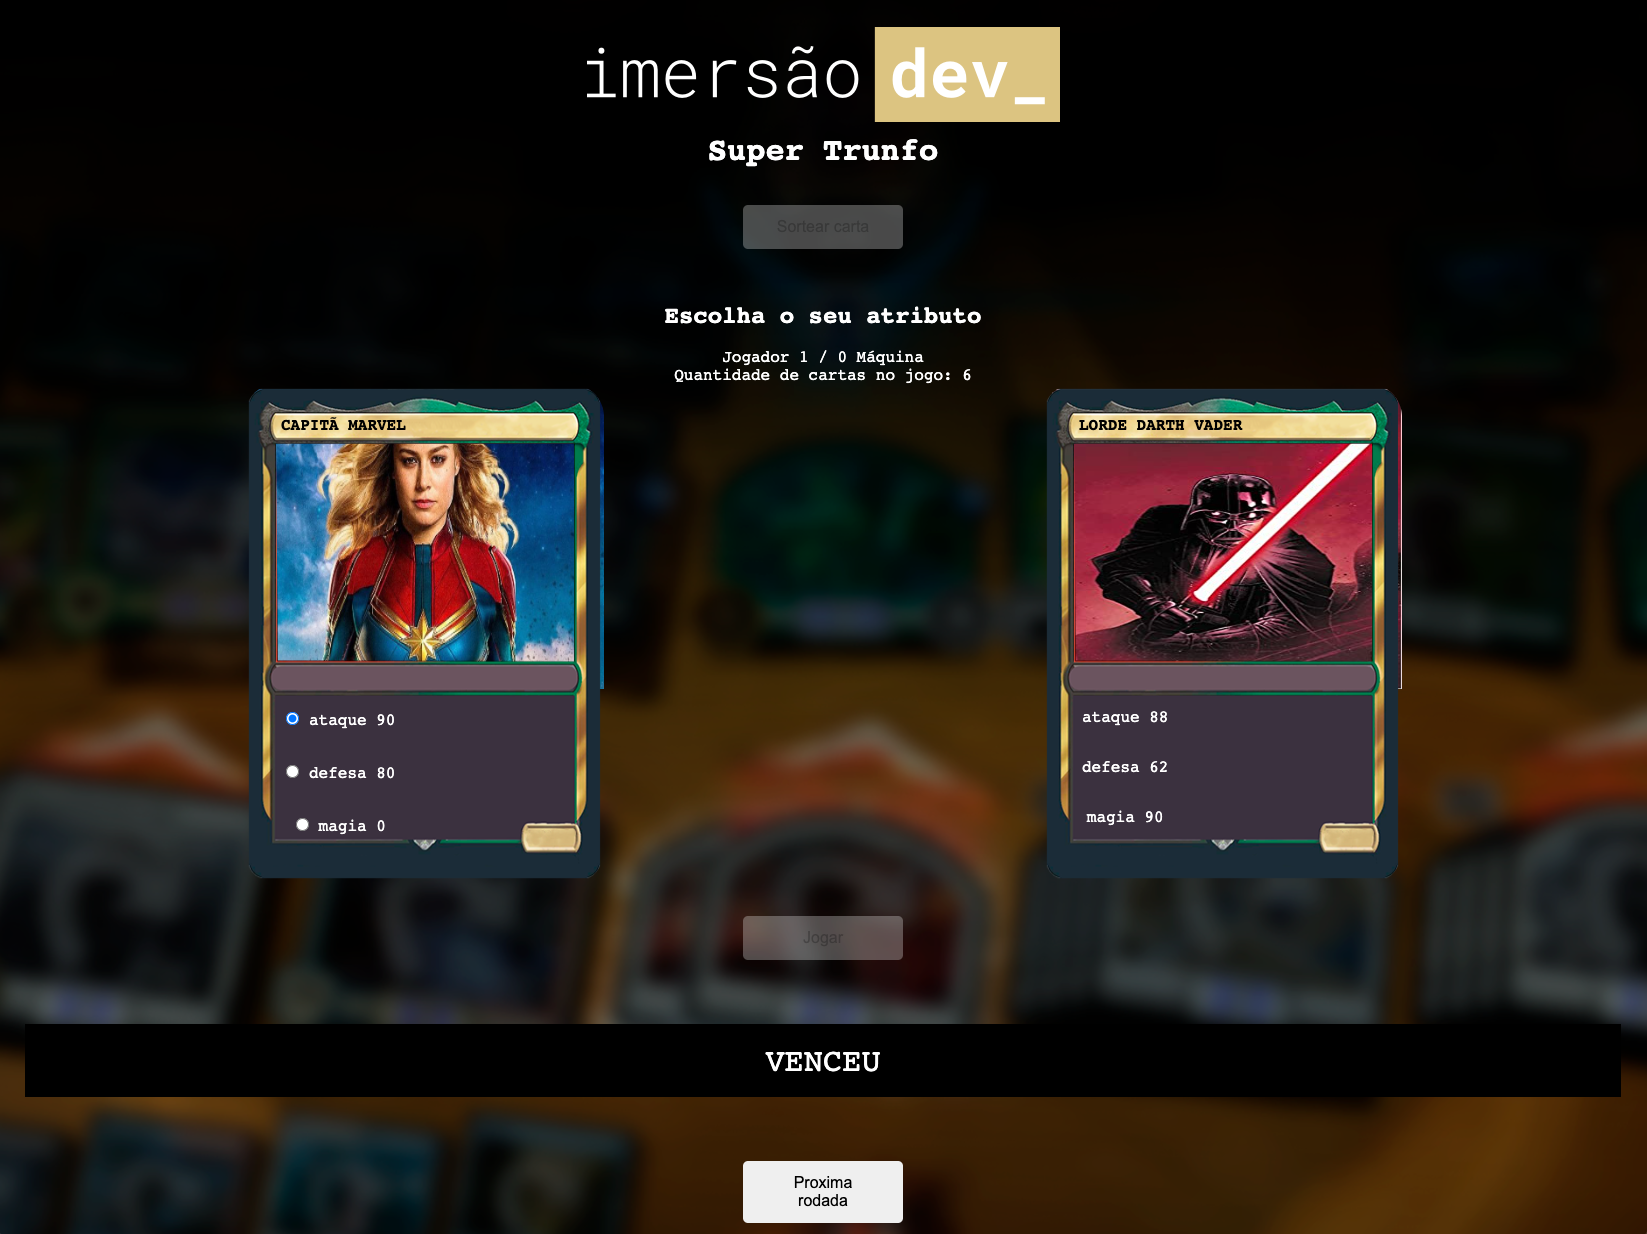 imersão dev_
Super Trunfo
Sortear carta
Escolha o seu atributo
Jogador 1 / 0 Máquina
Quantidade de cartas no jogo: 6
CAPITÃ MARVEL
ataque 90
defesa 80
magia 0
LORDE DARTH VADER
ataque 88
defesa 62
magia 90
Jogar
VENCEU
Proxima
rodada